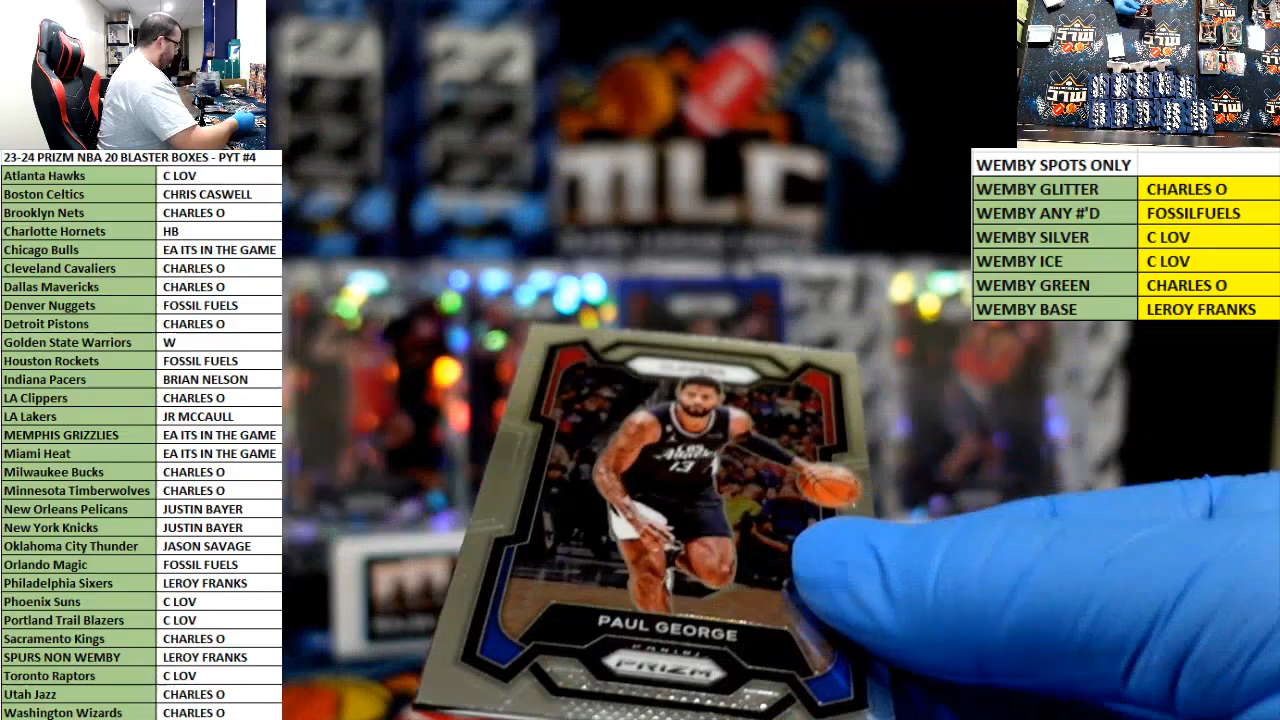 23-24 PRIZM NBA 20 BLASTER BOXES - PYT #4
Atlanta Hawks C LOV
Boston Celtics CHRIS CASWELL
Brooklyn Nets CHARLES O
Charlotte Hornets HB
Chicago Bulls EA ITS IN THE GAME
Cleveland Cavaliers CHARLES O
Dallas Mavericks CHARLES O
Denver Nuggets FOSSIL FUELS
Detroit Pistons CHARLES O
Golden State Warriors W
Houston Rockets FOSSIL FUELS
Indiana Pacers BRIAN NELSON
LA Clippers CHARLES O
LA Lakers JR MCCAULL
MEMPHIS GRIZZLIES EA ITS IN THE GAME
Miami Heat EA ITS IN THE GAME
Milwaukee Bucks CHARLES O
Minnesota Timberwolves CHARLES O
New Orleans Pelicans JUSTIN BAYER
New York Knicks JUSTIN BAYER
Oklahoma City Thunder JASON SAVAGE
Orlando Magic FOSSIL FUELS
Philadelphia Sixers LEROY FRANKS
Phoenix Suns C LOV
Portland Trail Blazers C LOV
Sacramento Kings CHARLES O
SPURS NON WEMBY LEROY FRANKS
Toronto Raptors C LOV
Utah Jazz CHARLES O
Washington Wizards CHARLES O
MLC
13
PAUL GEORGE
PANINI
PRIZM
WEMBY SPOTS ONLY
WEMBY GLITTER CHARLES O
WEMBY ANY #'D FOSSILFUELS
WEMBY SILVER C LOV
WEMBY ICE C LOV
WEMBY GREEN CHARLES O
WEMBY BASE LEROY FRANKS